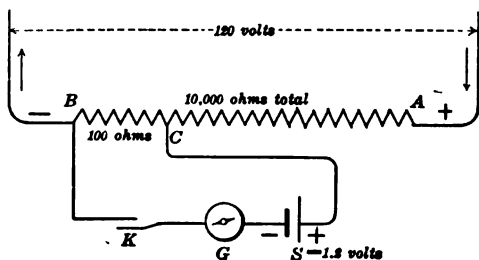 120 volts
B
10,000 ohms total
A
−
+
100 ohms
C
K
G
−
S
+
=1.2 volts